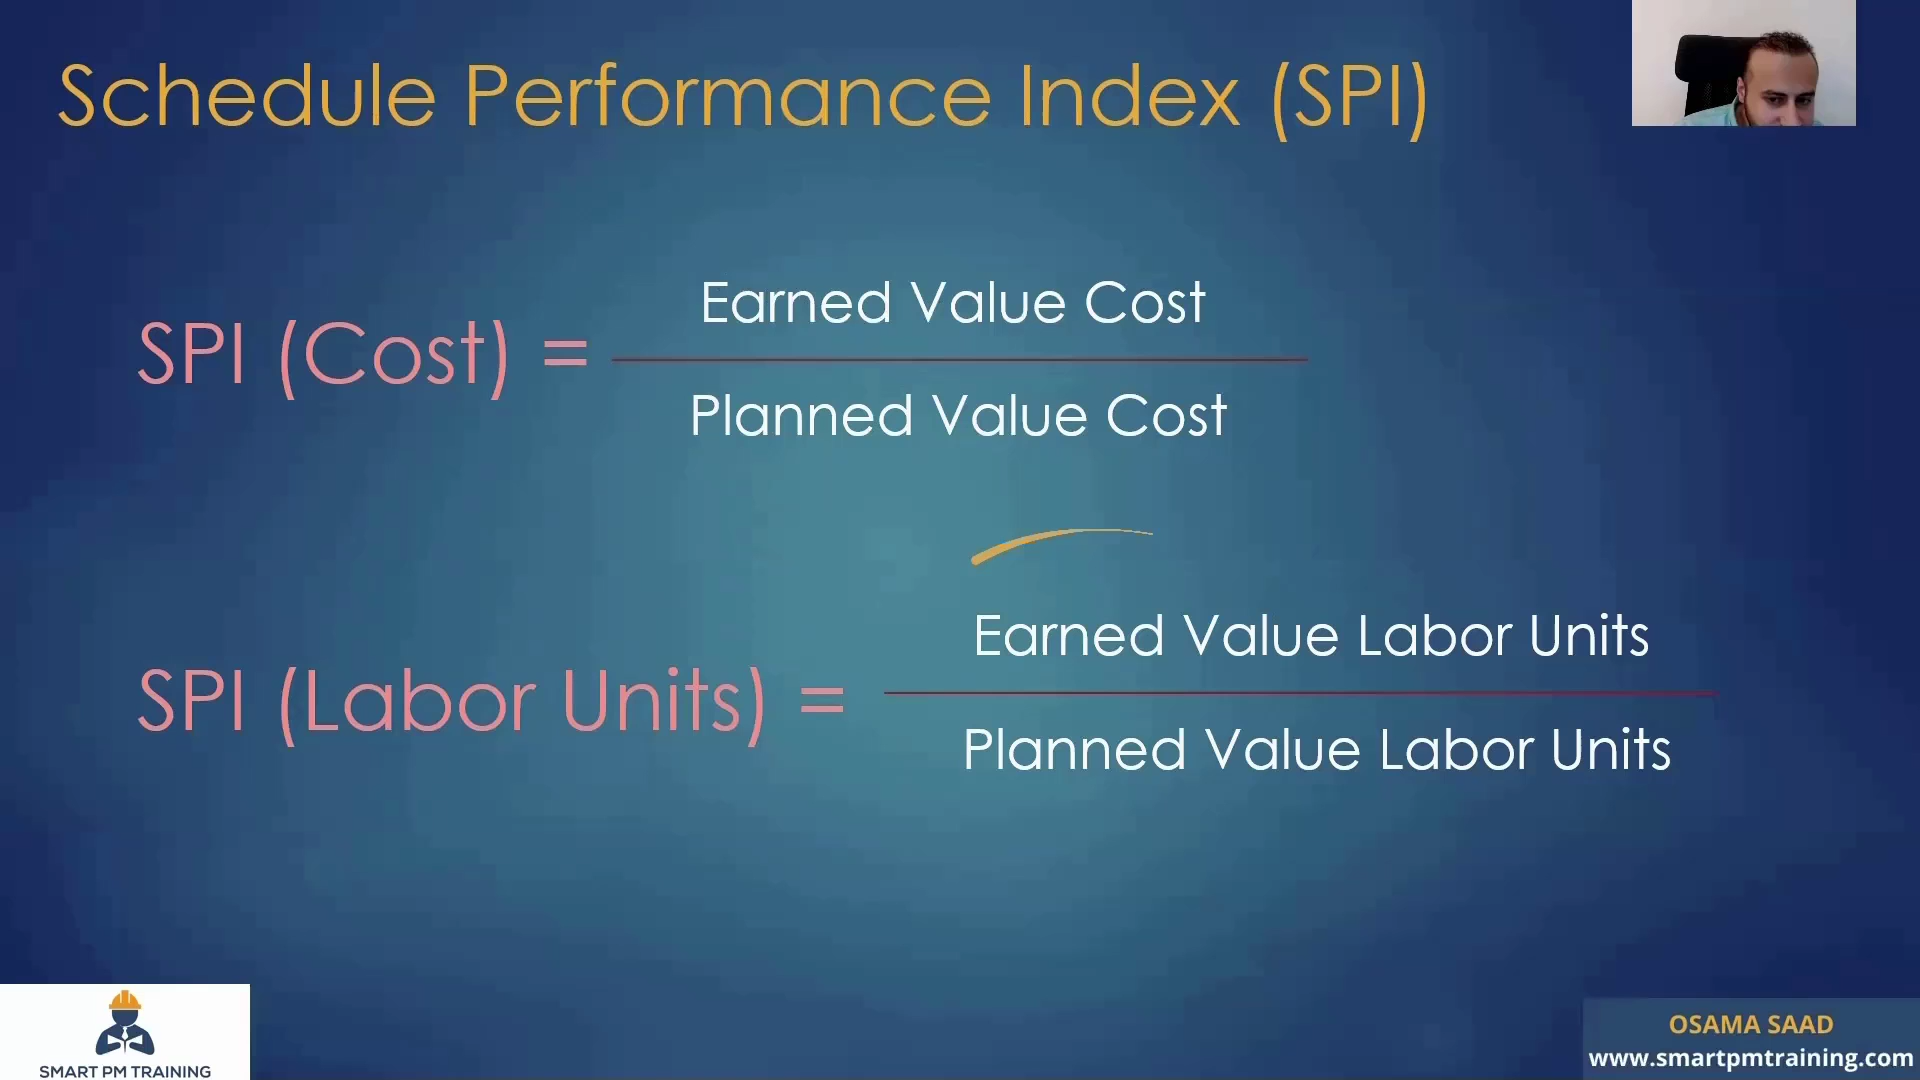 Schedule Performance Index (SPI)
Earned Value Cost
SPI (Cost) =
Planned Value Cost
Earned Value Labor Units
SPI (Labor Units) =
Planned Value Labor Units
SMART PM TRAINING
OSAMA SAAD
www.smartpmtraining.com